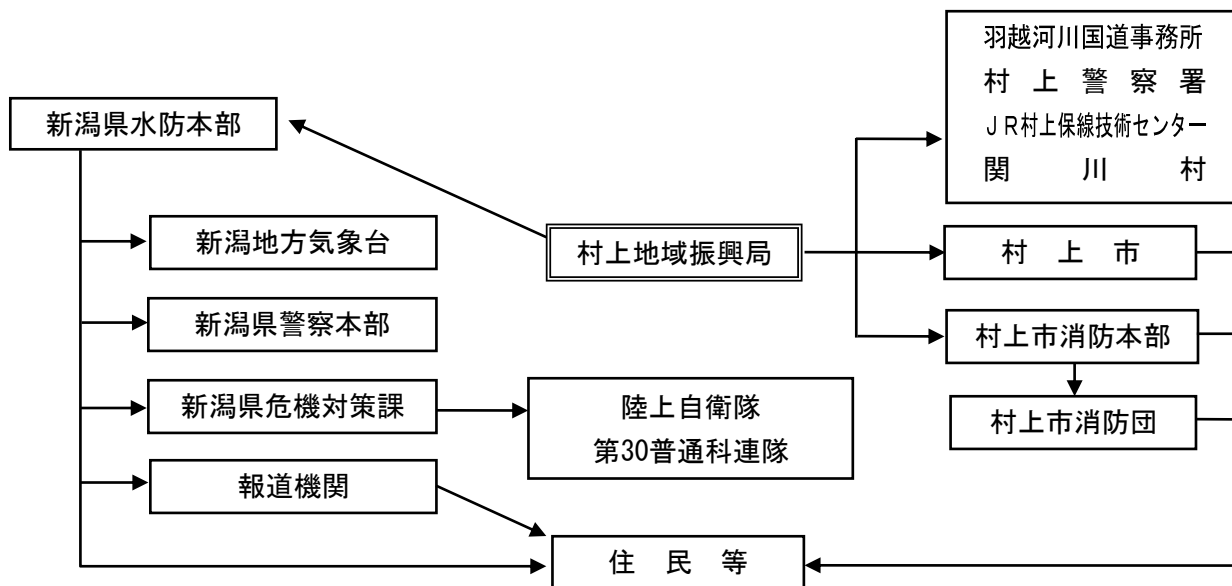 羽越河川国道事務所
村上警察署
JR村上保線技術センター
関川村
新潟県水防本部
新潟地方気象台
村上地域振興局
村上市
新潟県警察本部
村上市消防本部
新潟県危機対策課
陸上自衛隊
第30普通科連隊
村上市消防団
報道機関
住民等